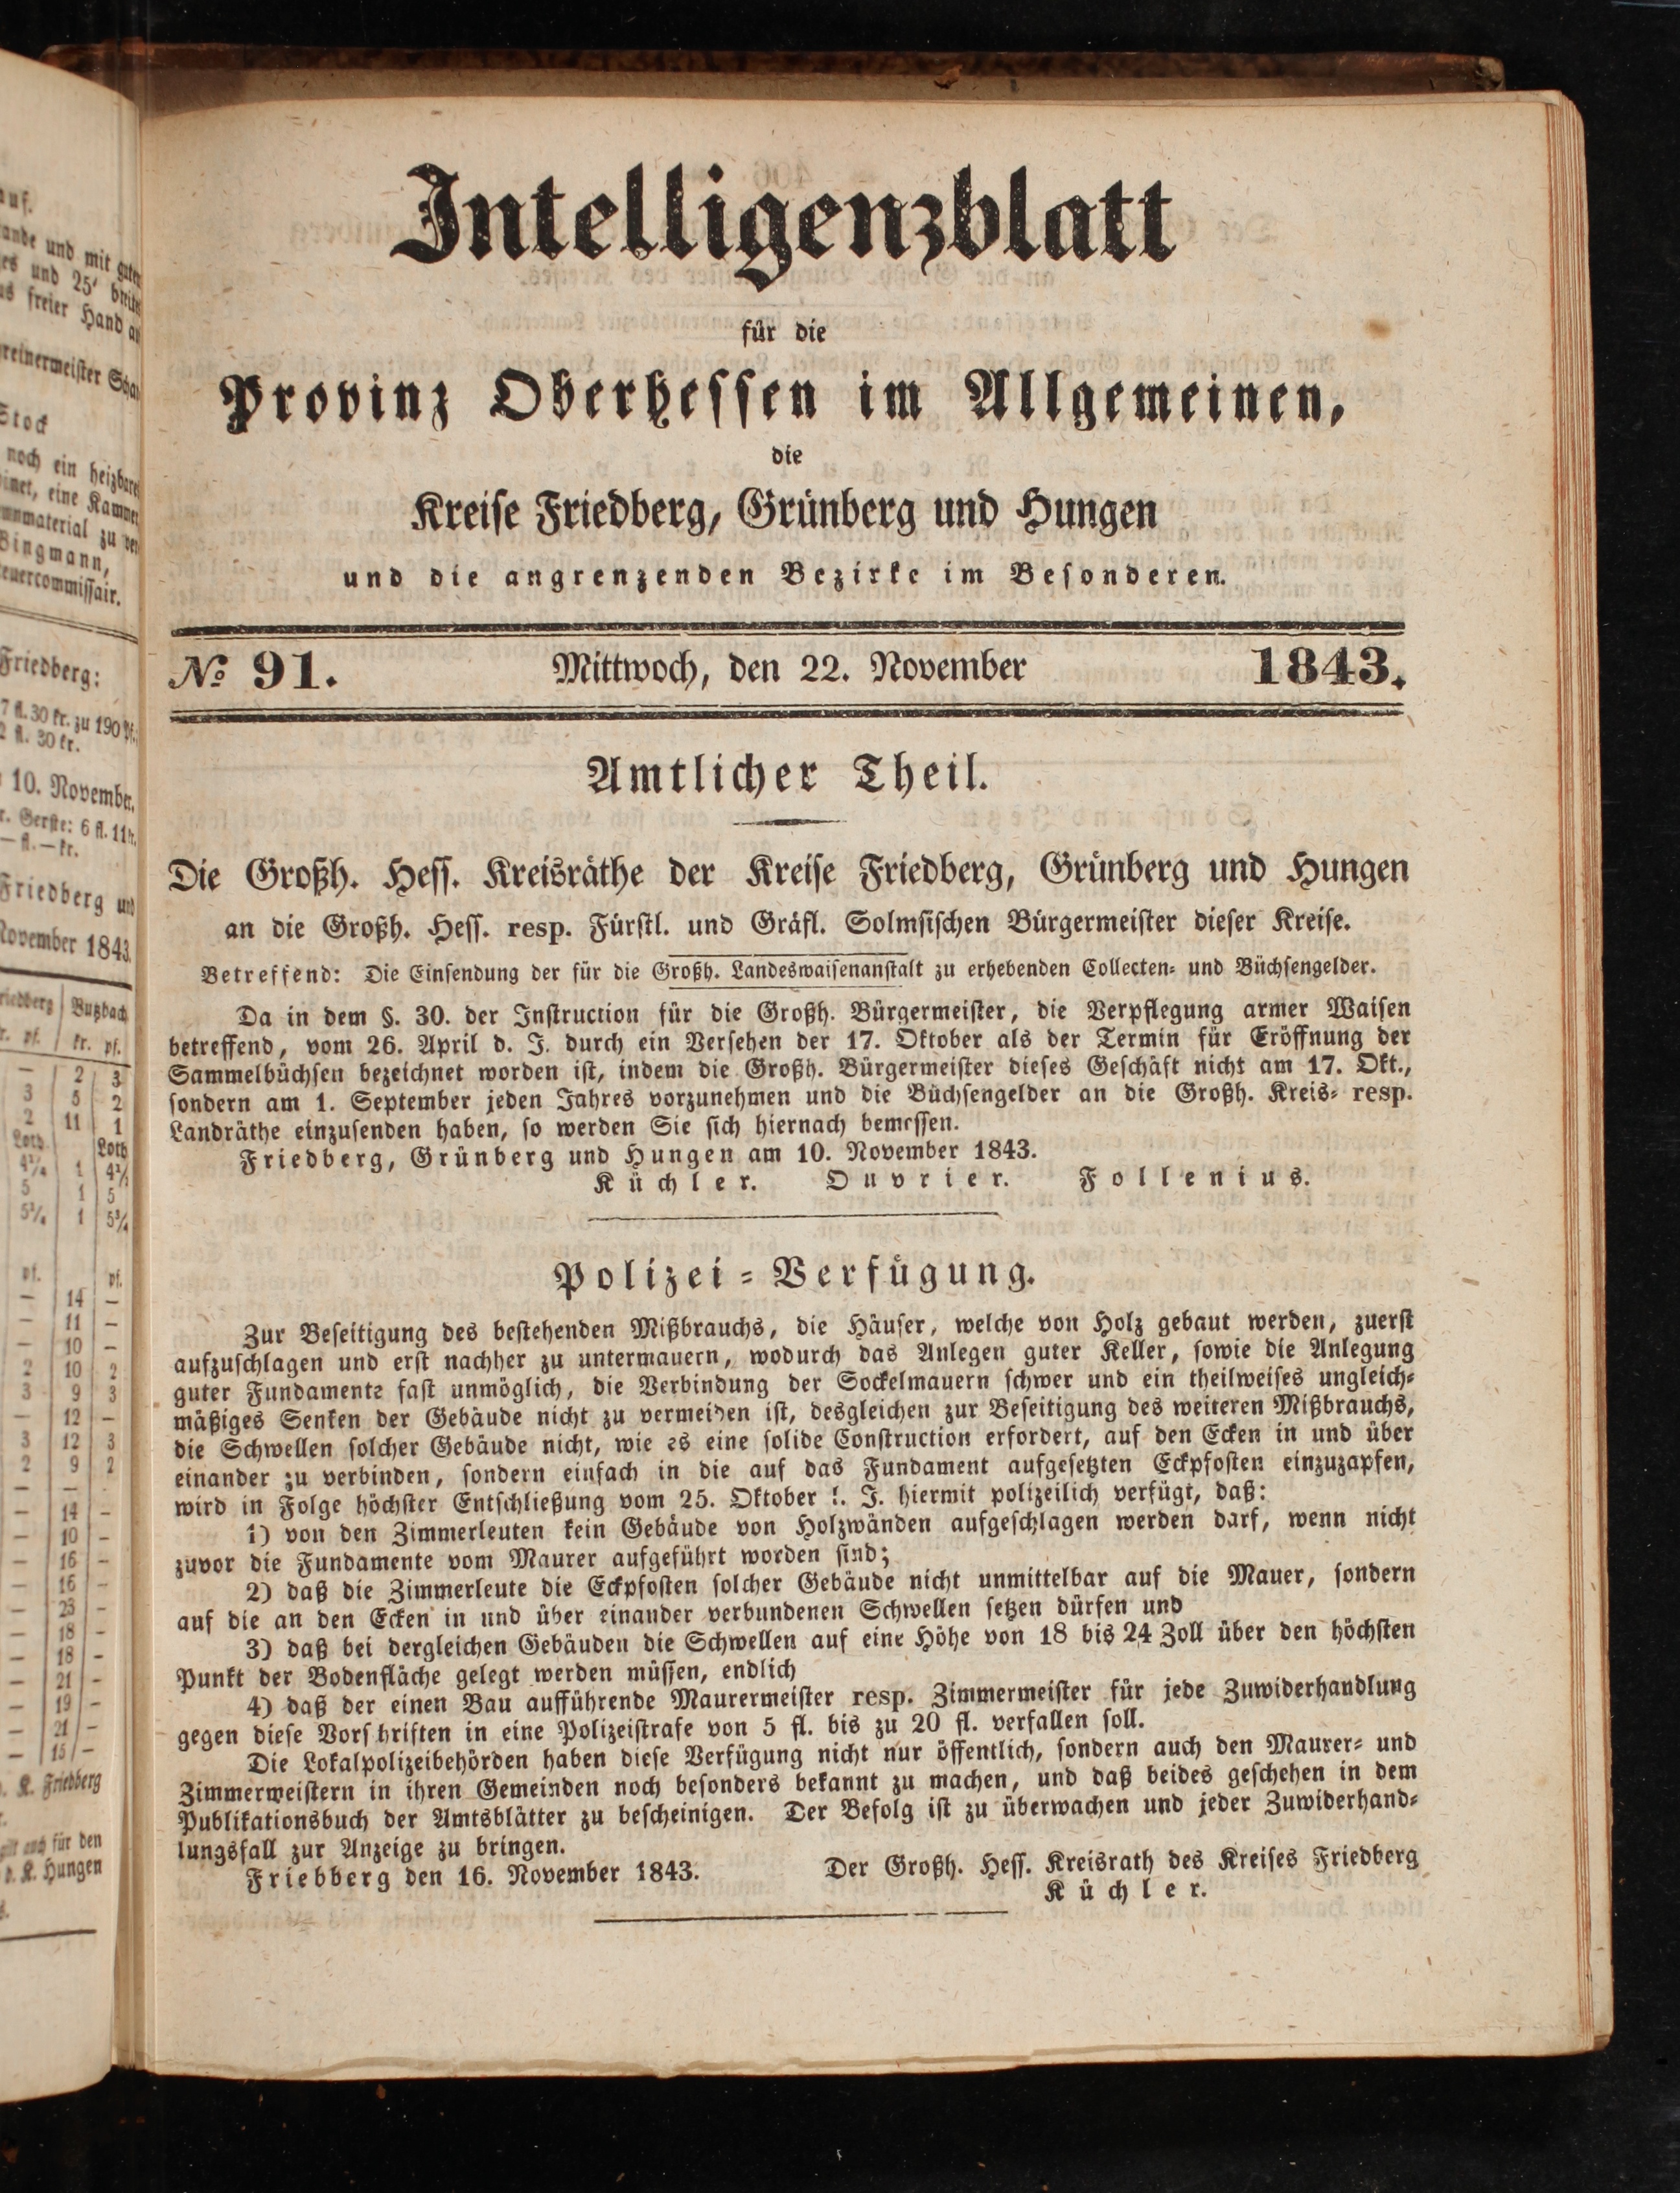 Intelligenzblatt
für die
Provinz Oberhessen im Allgemeinen,
die
Kreise Friedberg, Grünberg und Hungen
und die angrenzenden Bezirke im Besonderen.
№ 91. Mittwoch, den 22. November 1843.
Amtlicher Theil.
Die Großh. Hess. Kreisräthe der Kreise Friedberg, Grünberg und Hungen
an die Großh. Hess. resp. Fürstl. und Gräfl. Solmsischen Bürgermeister dieser Kreise.
Betreffend: Die Einsendung der für die Großh. Landeswaisenanstalt zu erhebenden Collecten- und Büchsengelder.
Da in dem §. 30. der Instruction für die Großh. Bürgermeister, die Verpflegung armer Waisen
betreffend, vom 26. April d. J. durch ein Versehen der 17. Oktober als der Termin für Eröffnung der
Sammelbüchsen bezeichnet worden ist, indem die Großh. Bürgermeister dieses Geschäft nicht am 17. Okt.,
sondern am 1. September jeden Jahres vorzunehmen und die Büchsengelder an die Großh. Kreis- resp.
Landräthe einzusenden haben, so werden Sie sich hiernach bemessen.
Friedberg, Grünberg und Hungen am 10. November 1843.
Küchler. Ouvrier. Follenius.
Polizei-Verfügung.
Zur Beseitigung des bestehenden Mißbrauchs, die Häuser, welche von Holz gebaut werden, zuerst
aufzuschlagen und erst nachher zu untermauern, wodurch das Anlegen guter Keller, sowie die Anlegung
guter Fundamente fast unmöglich, die Verbindung der Sockelmauern schwer und ein theilweises ungleich-
mäßiges Senken der Gebäude nicht zu vermeiden ist, desgleichen zur Beseitigung des weiteren Mißbrauchs,
die Schwellen solcher Gebäude nicht, wie es eine solide Construction erfordert, auf den Ecken in und über
einander zu verbinden, sondern einfach in die auf das Fundament aufgesetzten Eckpfosten einzuzapfen,
wird in Folge höchster Entschließung vom 25. Oktober l. J. hiermit polizeilich verfügt, daß:
1) von den Zimmerleuten kein Gebäude von Holzwänden aufgeschlagen werden darf, wenn nicht
zuvor die Fundamente vom Maurer aufgeführt worden sind;
2) daß die Zimmerleute die Eckpfosten solcher Gebäude nicht unmittelbar auf die Mauer, sondern
auf die an den Ecken in und über einander verbundenen Schwellen setzen dürfen und
3) daß bei dergleichen Gebäuden die Schwellen auf eine Höhe von 18 bis 24 Zoll über den höchsten
Punkt der Bodenfläche gelegt werden müssen, endlich
4) daß der einen Bau aufführende Maurermeister resp. Zimmermeister für jede Zuwiderhandlung
gegen diese Vorschriften in eine Polizeistrafe von 5 fl. bis zu 20 fl. verfallen soll.
Die Lokalpolizeibehörden haben diese Verfügung nicht nur öffentlich, sondern auch den Maurer- und
Zimmermeistern in ihren Gemeinden noch besonders bekannt zu machen, und daß beides geschehen in dem
Publikationsbuch der Amtsblätter zu bescheinigen. Der Befolg ist zu überwachen und jeder Zuwiderhand-
lungsfall zur Anzeige zu bringen.
Friebberg den 16. November 1843. Der Großh. Hess. Kreisrath des Kreises Friedberg
Küchler.